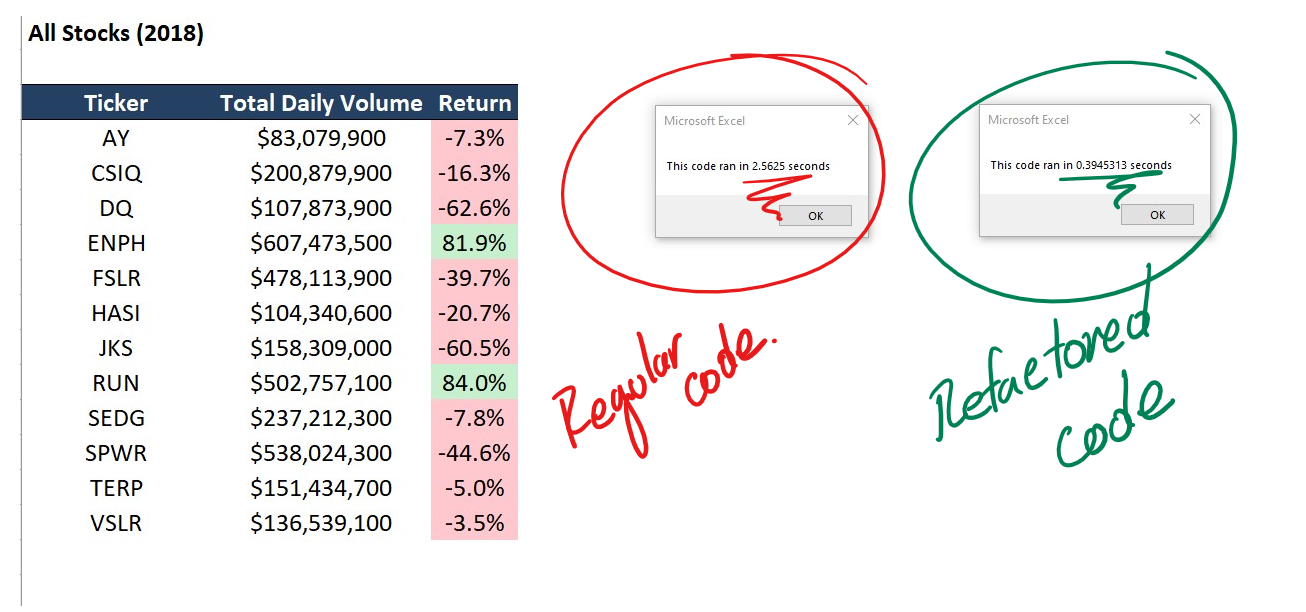 All Stocks (2018)
Ticker Total Daily Volume Return
AY $83,079,900 -7.3%
CSIQ $200,879,900 -16.3%
DQ $107,873,900 -62.6%
ENPH $607,473,500 81.9%
FSLR $478,113,900 -39.7%
HASI $104,340,600 -20.7%
JKS $158,309,000 -60.5%
RUN $502,757,100 84.0%
SEDG $237,212,300 -7.8%
SPWR $538,024,300 -44.6%
TERP $151,434,700 -5.0%
VSLR $136,539,100 -3.5%
Microsoft Excel
This code ran in 2.5625 seconds
OK
Regular
code.
Microsoft Excel
This code ran in 0.3945313 seconds
OK
Refactored
code